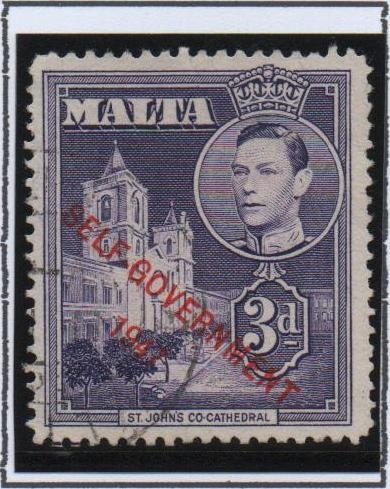 MALTA
SELF GOVERNMENT
1947
3d
ST. JOHN'S CO-CATHEDRAL